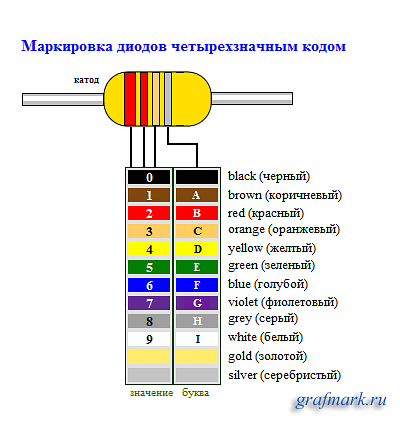 Маркировка диодов четырехзначным кодом
катод
0 black (черный)
1 A brown (коричневый)
2 B red (красный)
3 C orange (оранжевый)
4 D yellow (желтый)
5 E green (зеленый)
6 F blue (голубой)
7 G violet (фиолетовый)
8 H grey (серый)
9 I white (белый)
gold (золотой)
silver (серебристый)
значение буква
grafmark.ru